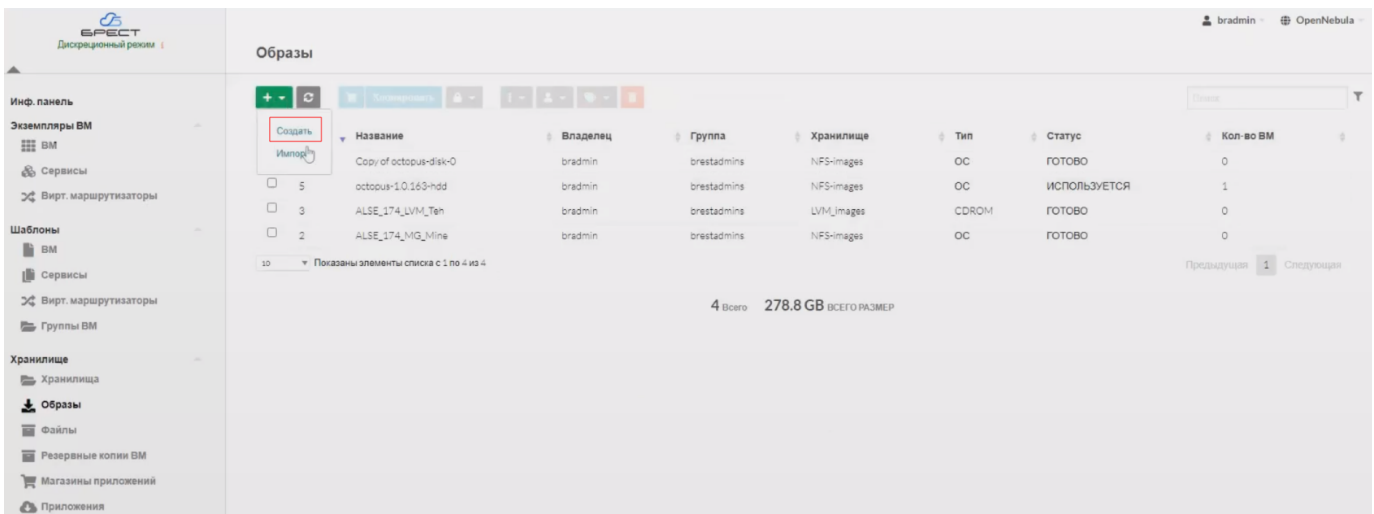 БРЕСТ
Дискреционный режим
bradmin OpenNebula
Образы
Инф. панель
Экземпляры ВМ
ВМ
Сервисы
Вирт. маршрутизаторы
Шаблоны
ВМ
Сервисы
Вирт. маршрутизаторы
Группы ВМ
Хранилище
Хранилища
Образы
Файлы
Резервные копии ВМ
Магазины приложений
Приложения
Клонировать
Поиск
Создать
Импорт
Название Владелец Группа Хранилище Тип Статус Кол-во ВМ
Copy of octopus-disk-0 bradmin brestadmins NFS-images ОС ГОТОВО 0
5 octopus-1.0.163-hdd bradmin brestadmins NFS-images ОС ИСПОЛЬЗУЕТСЯ 1
3 ALSE_174_LVM_Teh bradmin brestadmins LVM_images CDROM ГОТОВО 0
2 ALSE_174_MG_Mine bradmin brestadmins NFS-images ОС ГОТОВО 0
10 Показаны элементы списка с 1 по 4 из 4
Предыдущая 1 Следующая
4 Всего 278.8 GB ВСЕГО РАЗМЕР